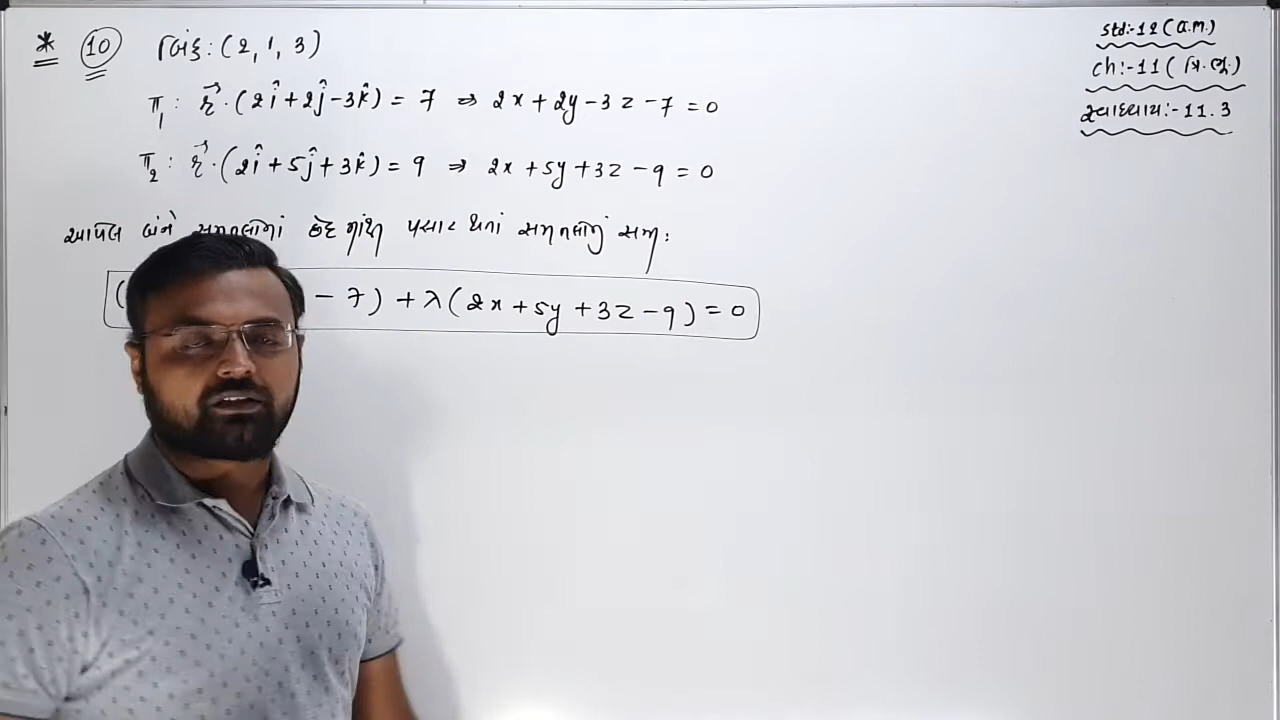 * (10) બિંદુ : (2, 1, 3)
π₁ : r⃗ · (2î + 2ĵ - 3k̂) = 7 ⇒ 2x + 2y - 3z - 7 = 0
π₂ : r⃗ · (2î + 5ĵ + 3k̂) = 9 ⇒ 2x + 5y + 3z - 9 = 0
આપેલ બંને સમતલોનાં છેદ માંથી પસાર થતાં સમતલોનું સમી :
( - 7) + λ(2x + 5y + 3z - 9) = 0
Std:-12 (G.M.)
Ch:-11 (ત્રિ.ભૂ.)
સ્વાધ્યાય:- 11.3